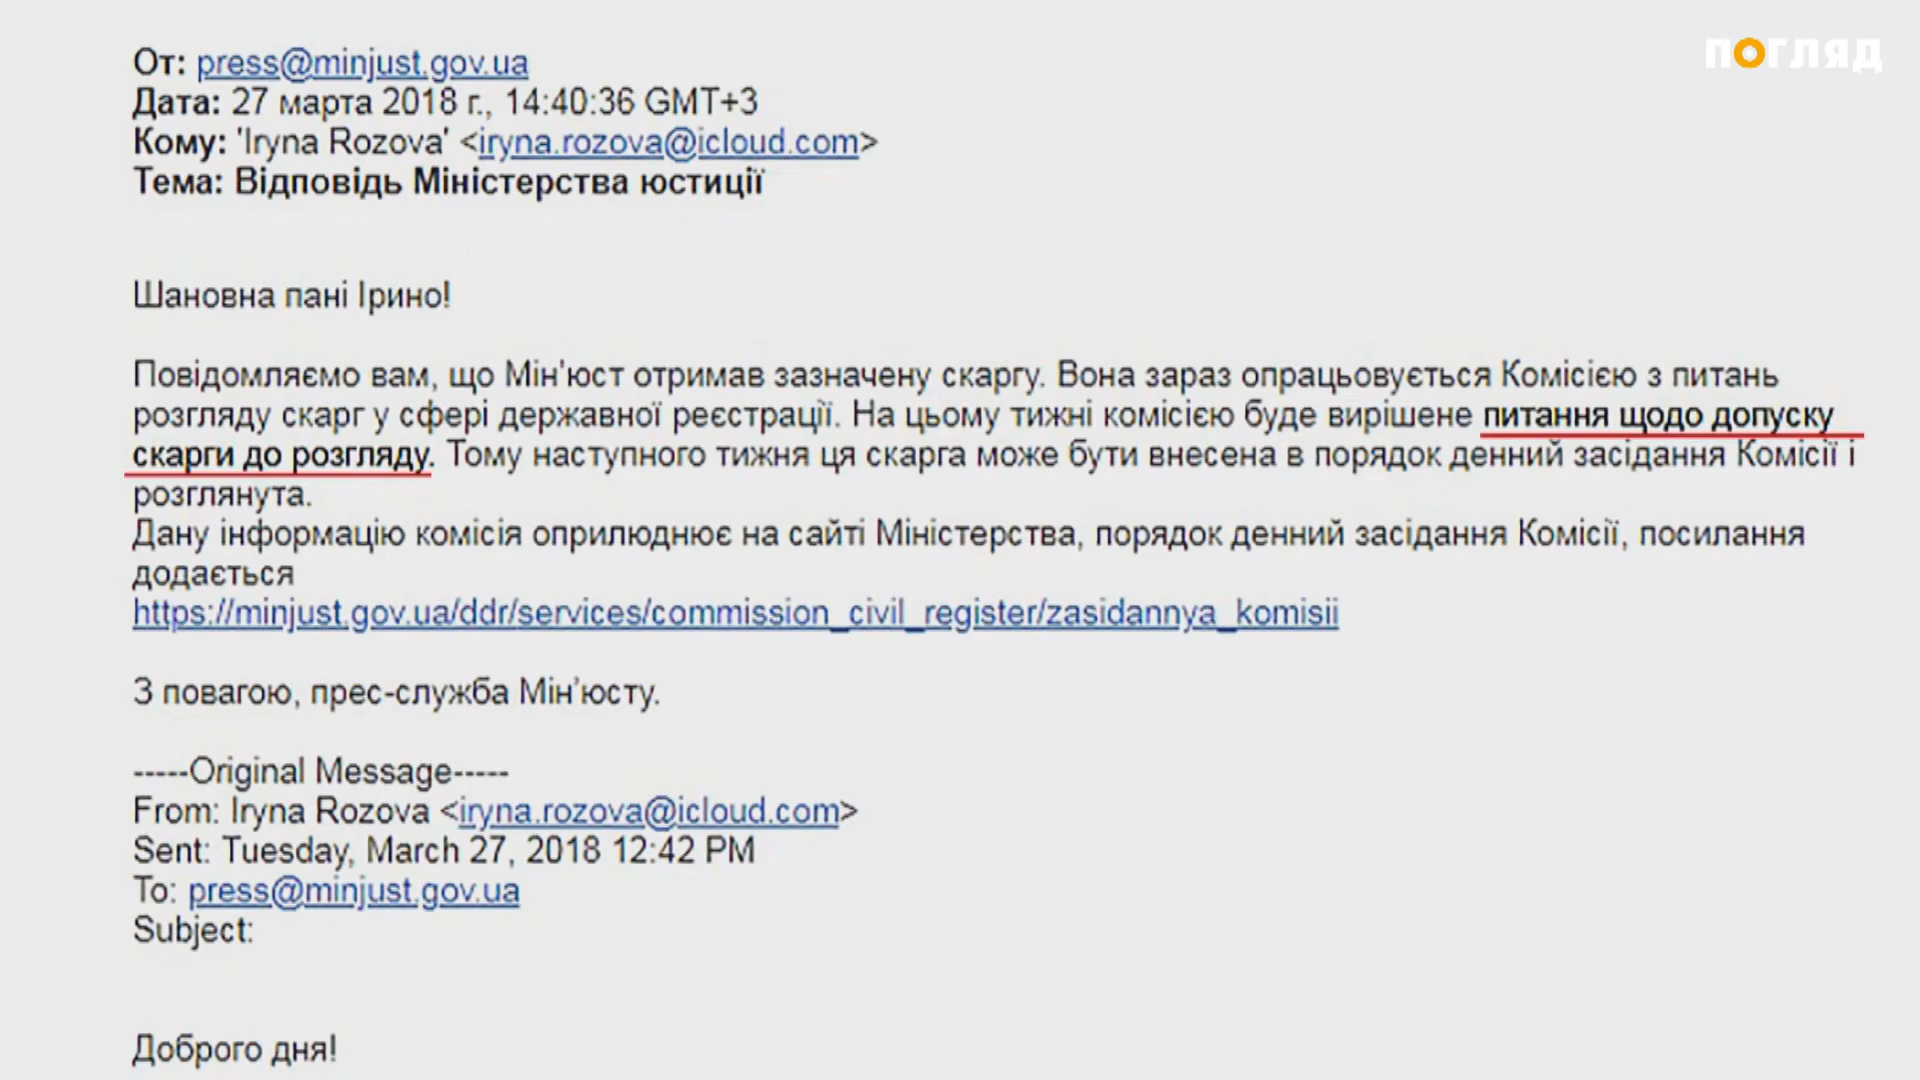 погляд
От: press@minjust.gov.ua
Дата: 27 марта 2018 г., 14:40:36 GMT+3
Кому: 'Iryna Rozova' <iryna.rozova@icloud.com>
Тема: Відповідь Міністерства юстиції
Шановна пані Ірино!
Повідомляємо вам, що Мін'юст отримав зазначену скаргу. Вона зараз опрацьовується Комісією з питань
розгляду скарг у сфері державної реєстрації. На цьому тижні комісією буде вирішене питання щодо допуску
скарги до розгляду. Тому наступного тижня ця скарга може бути внесена в порядок денний засідання Комісії і
розглянута.
Дану інформацію комісія оприлюднює на сайті Міністерства, порядок денний засідання Комісії, посилання
додається
https://minjust.gov.ua/ddr/services/commission_civil_register/zasidannya_komisii
З повагою, прес-служба Мін'юсту.
-----Original Message-----
From: Iryna Rozova <iryna.rozova@icloud.com>
Sent: Tuesday, March 27, 2018 12:42 PM
To: press@minjust.gov.ua
Subject:
Доброго дня!